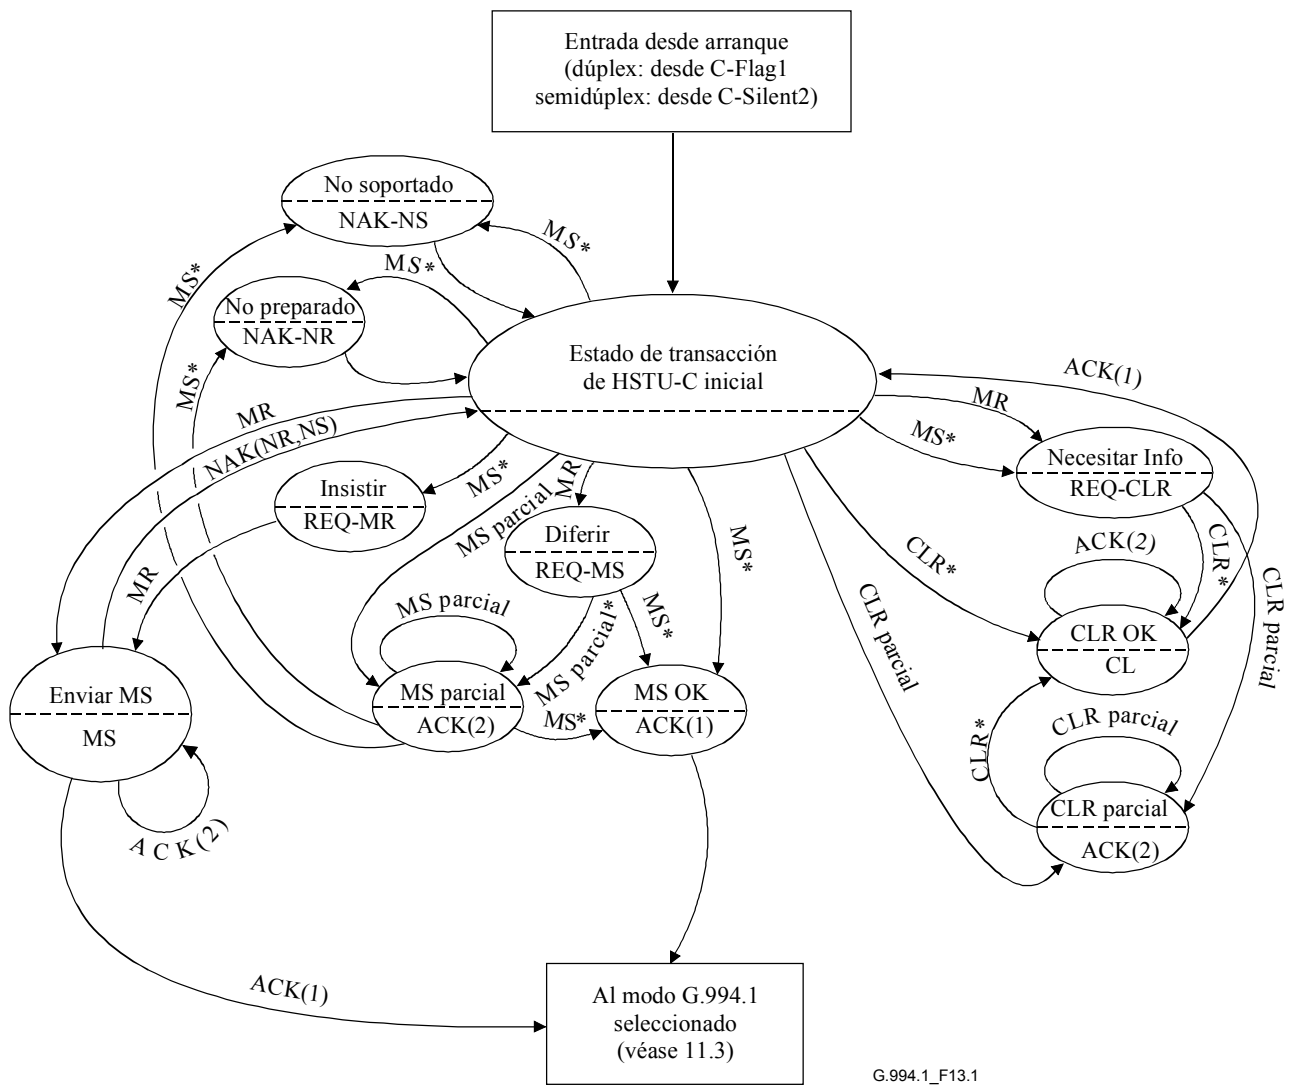 Entrada desde arranque
(dúplex: desde C-Flag1
semidúplex: desde C-Silent2)
No soportado
NAK-NS
MS*
MS*
MS*
No preparado
NAK-NR
MS*
Estado de transacción
de HSTU-C inicial
ACK(1)
MR
MS*
MR
NAK(NR,NS)
Necesitar Info
REQ-CLR
Insistir
REQ-MR
MS*
MS parcial
MR
Diferir
REQ-MS
MS*
CLR*
ACK(2)
CLR*
CLR parcial
MR
MS parcial
MS parcial*
MS*
CLR parcial
CLR OK
CL
Enviar MS
MS
MS parcial
ACK(2)
MS*
MS OK
ACK(1)
CLR*
CLR parcial
CLR parcial
ACK(2)
ACK(2)
ACK(1)
Al modo G.994.1
seleccionado
(véase 11.3)
G.994.1_F13.1